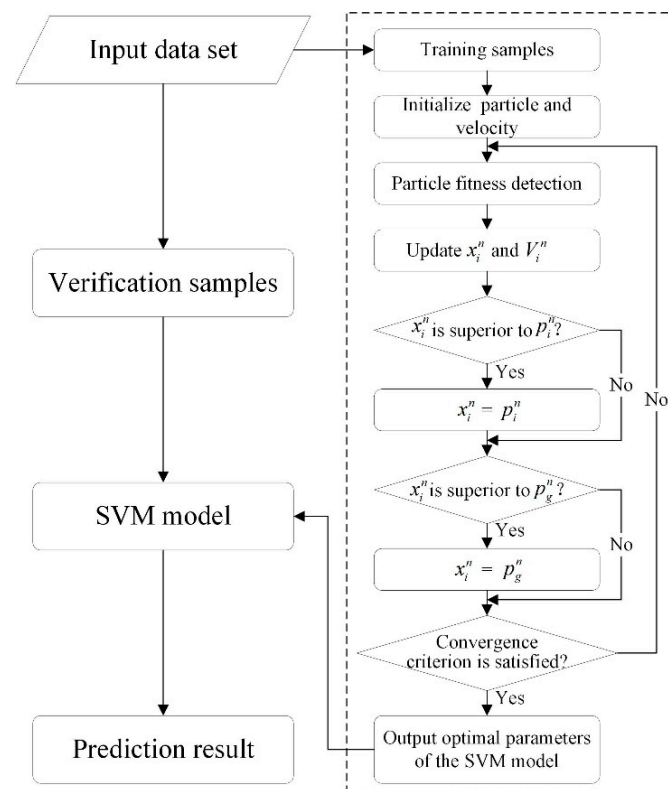 Input data set
Training samples
Initialize particle and
velocity
Particle fitness detection
Update $x_i^n$ and $V_i^n$
Verification samples
$x_i^n$ is superior to $p_i^n$?
Yes
No
No
$x_i^n = p_i^n$
$x_i^n$ is superior to $p_g^n$?
SVM model
Yes
No
$x_i^n = p_g^n$
Convergence
criterion is satisfied?
Yes
Prediction result
Output optimal parameters
of the SVM model